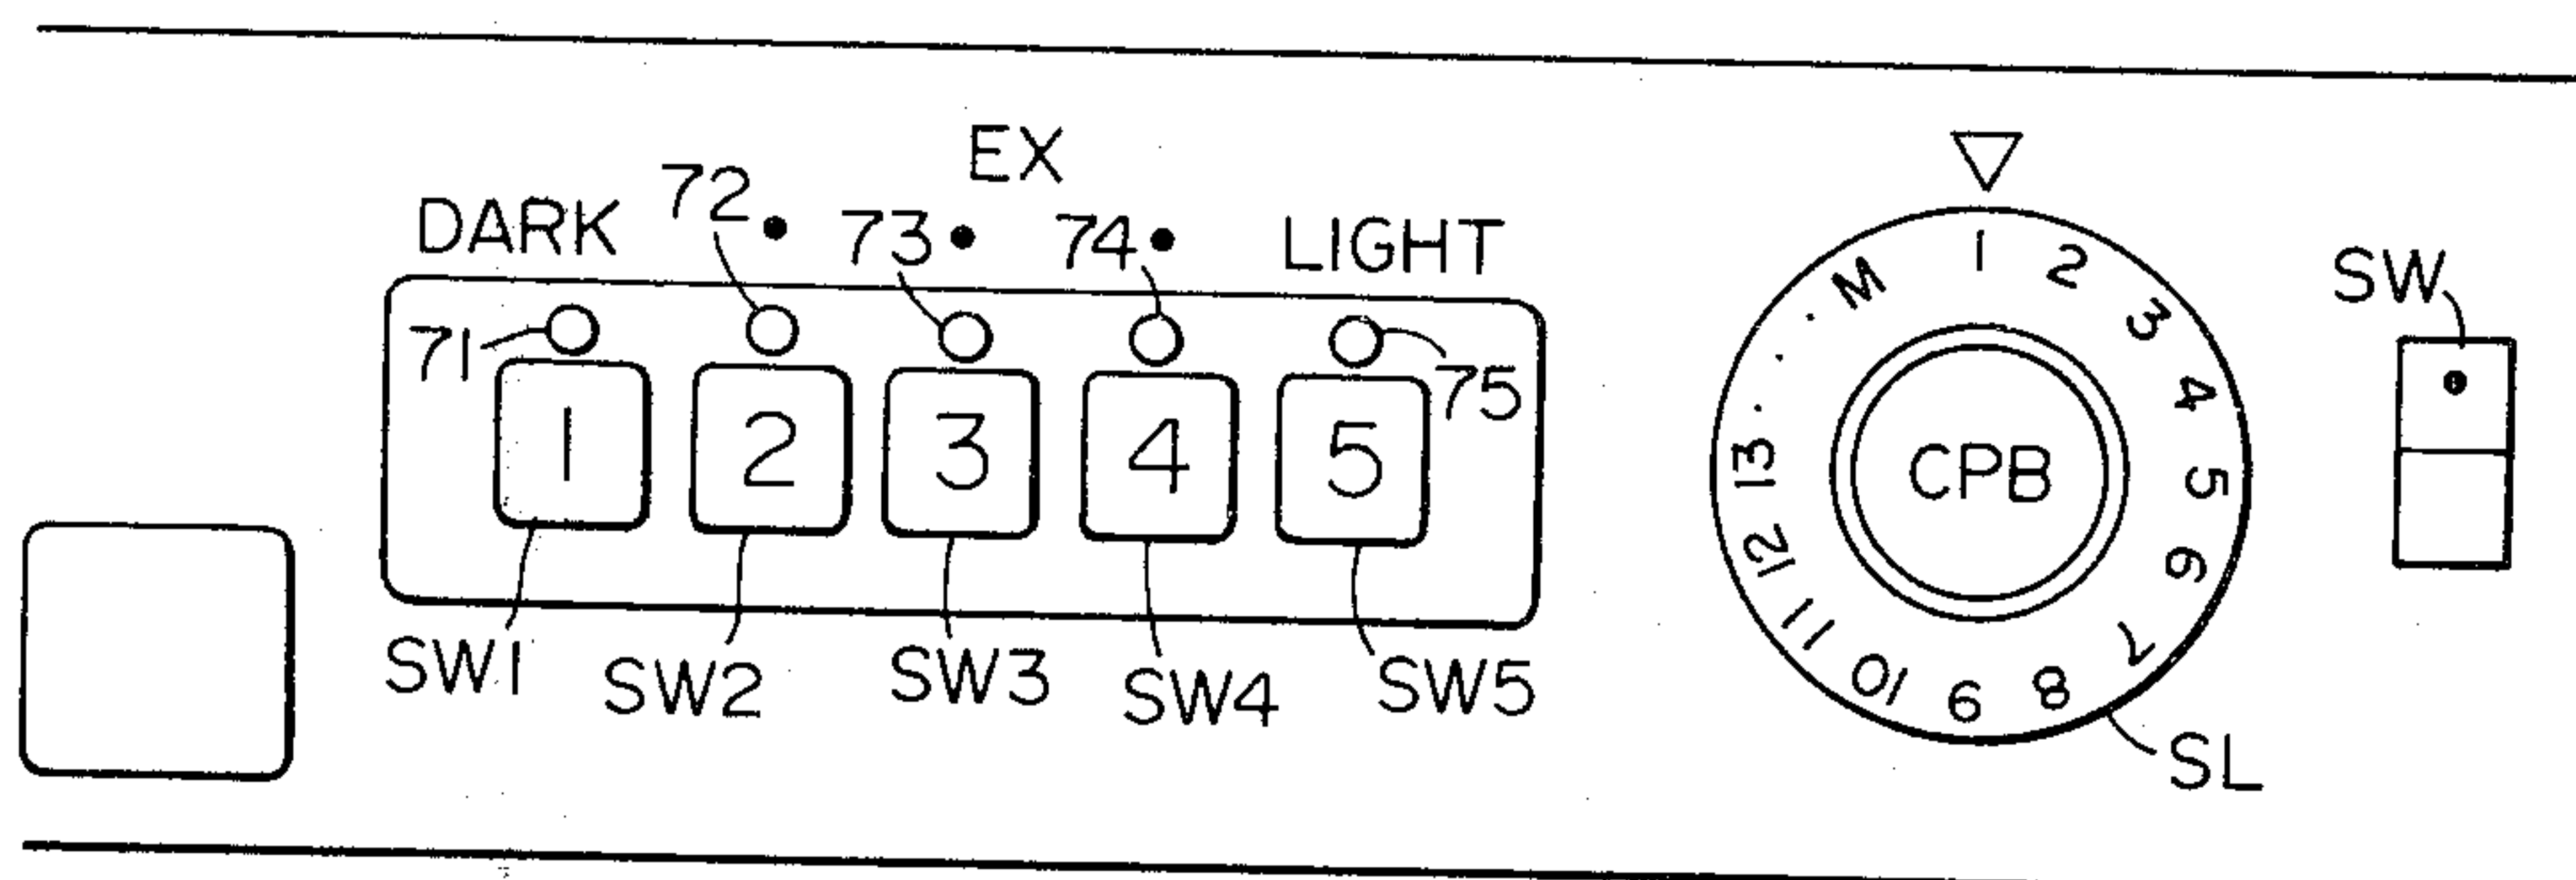 EX
DARK 72 • 73 • 74 • LIGHT
71 75
1 2 3 4 5
SW1 SW2 SW3 SW4 SW5
1 2 3 4 5 6 7 8 9 10 11 12 13 . . . M
CPB
SL
SW